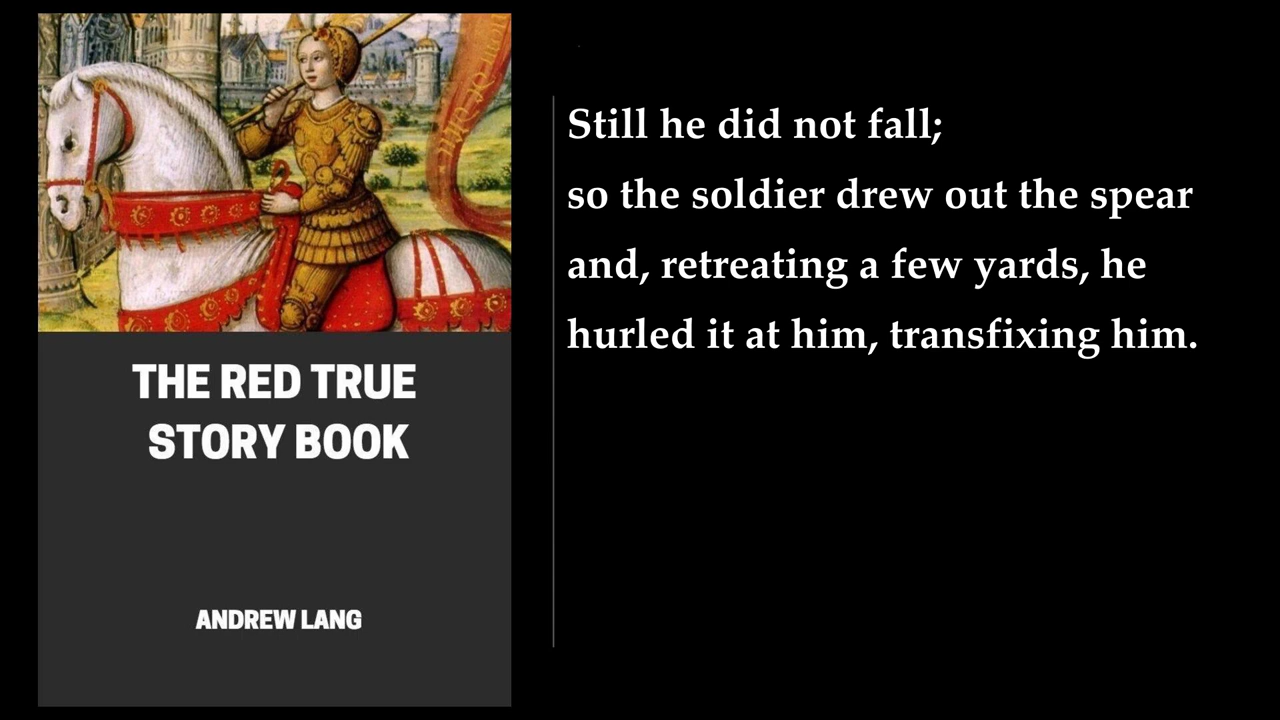 THE RED TRUE
STORY BOOK
ANDREW LANG
Still he did not fall;
so the soldier drew out the spear
and, retreating a few yards, he
hurled it at him, transfixing him.